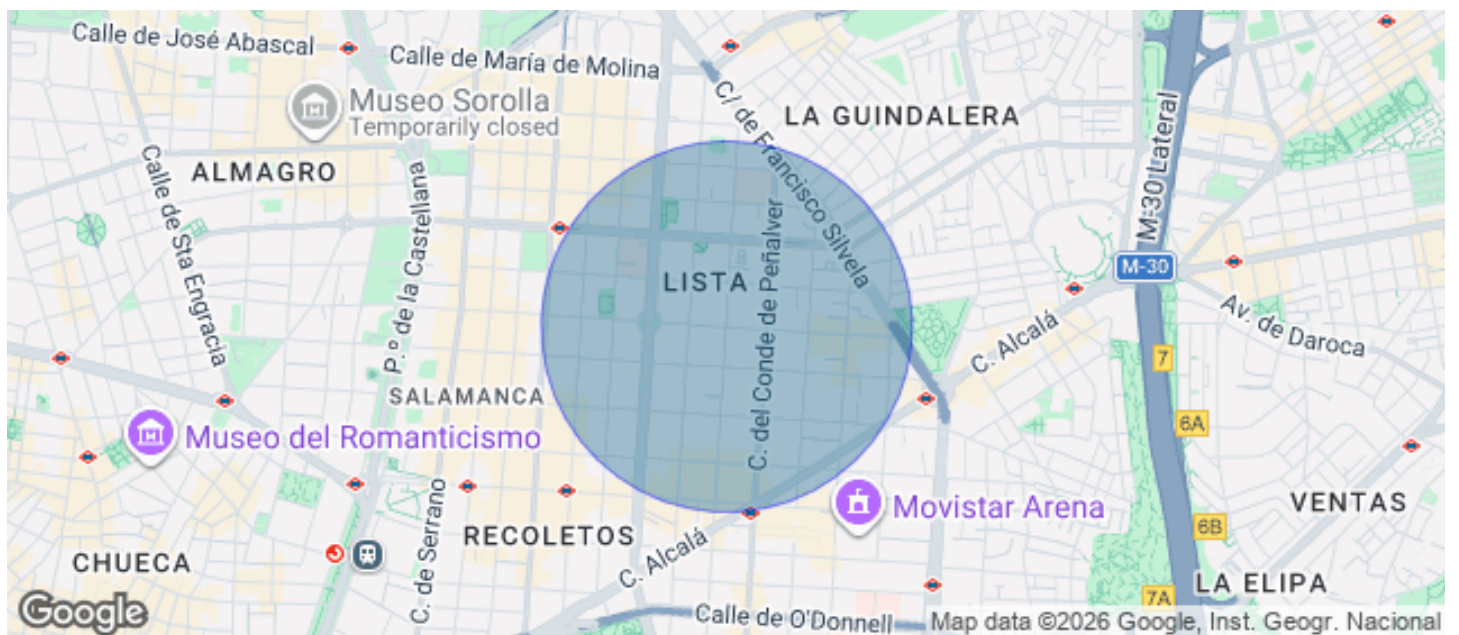 Calle de José Abascal
Calle de María de Molina
C/ de Francisco Silvela
Museo Sorolla
Temporarily closed
LA GUINDALERA
ALMAGRO
M-30 Lateral
Calle de Sta Engracia
P.º de la Castellana
C. del Conde de Peñalver
LISTA
M-30
Av. de Daroca
C. Alcalá
7
SALAMANCA
6A
Museo del Romanticismo
C. de Serrano
Movistar Arena
VENTAS
RECOLETOS
6B
C. Alcalá
CHUECA
LA ELIPA
7A
Google
Calle de O'Donnell
Map data ©2026 Google, Inst. Geogr. Nacional